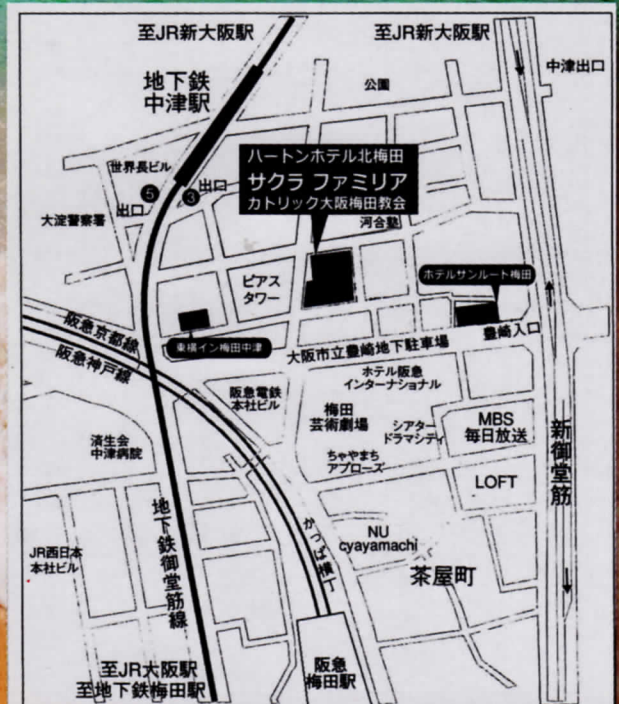 至JR新大阪駅
至JR新大阪駅
地下鉄
中津駅
公園
中津出口
世界長ビル
ハートンホテル北梅田
サクラ ファミリア
カトリック大阪梅田教会
⑤
出口
③
出口
大淀警察署
河合塾
ピアス
タワー
ホテルサンルート梅田
阪急京都線
阪急神戸線
東横イン梅田中津
豊崎入口
大阪市立豊崎地下駐車場
ホテル阪急
インターナショナル
阪急電鉄
本社ビル
梅田
芸術劇場
シアター
ドラマシティ
MBS
毎日放送
新御堂筋
済生会
中津病院
ちゃやまち
アプローズ
LOFT
地下鉄御堂筋線
かっぱ横丁
NU
cyayamachi
JR西日本
本社ビル
茶屋町
至JR大阪駅
至地下鉄梅田駅
阪急
梅田駅